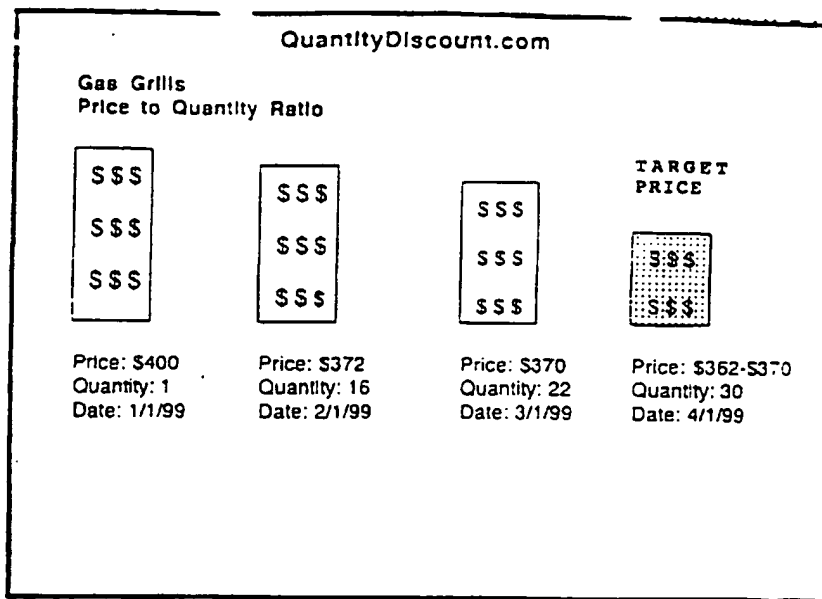 QuantityDiscount.com
Gas Grills
Price to Quantity Ratio
$$$
$$$
$$$
$$$
$$$
$$$
$$$
$$$
$$$
TARGET
PRICE
$$$
$$$
Price: $400
Quantity: 1
Date: 1/1/99
Price: $372
Quantity: 16
Date: 2/1/99
Price: $370
Quantity: 22
Date: 3/1/99
Price: $362-$370
Quantity: 30
Date: 4/1/99